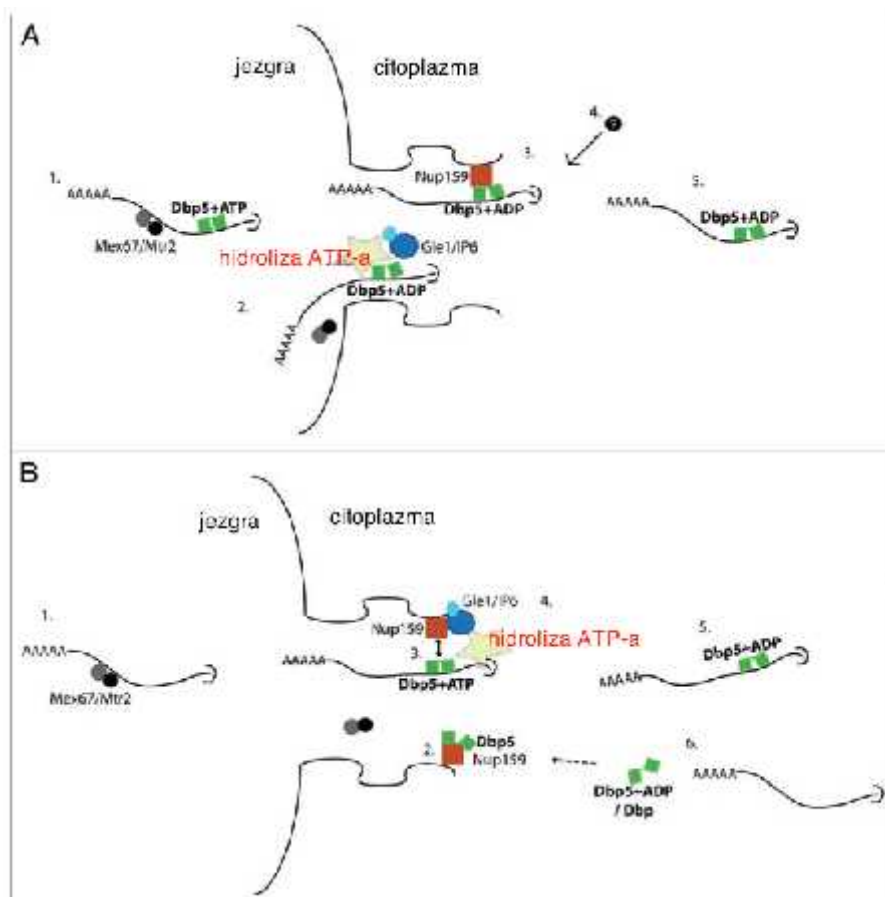 A
jezgra citoplazma
4.
3.
1.
Nup159
AAAAA
AAAAA
5.
Dbp5+ATP
Dbp5+ADP
AAAAA
Dbp5+ADP
Mex67/Mtr2
Gle1/IP6
hidroliza ATP-a
Dbp5+ADP
2.
AAAAA
B
jezgra citoplazma
1.
Gle1/IP6
4.
Nup159
hidroliza ATP-a
5.
AAAAA
AAAAA
3.
Dbp5+ADP
Dbp5+ATP
AAAAA
Mex67/Mtr2
2.
Dbp5
6.
Nup159
AAAAA
Dbp5+ADP
/ Dbp